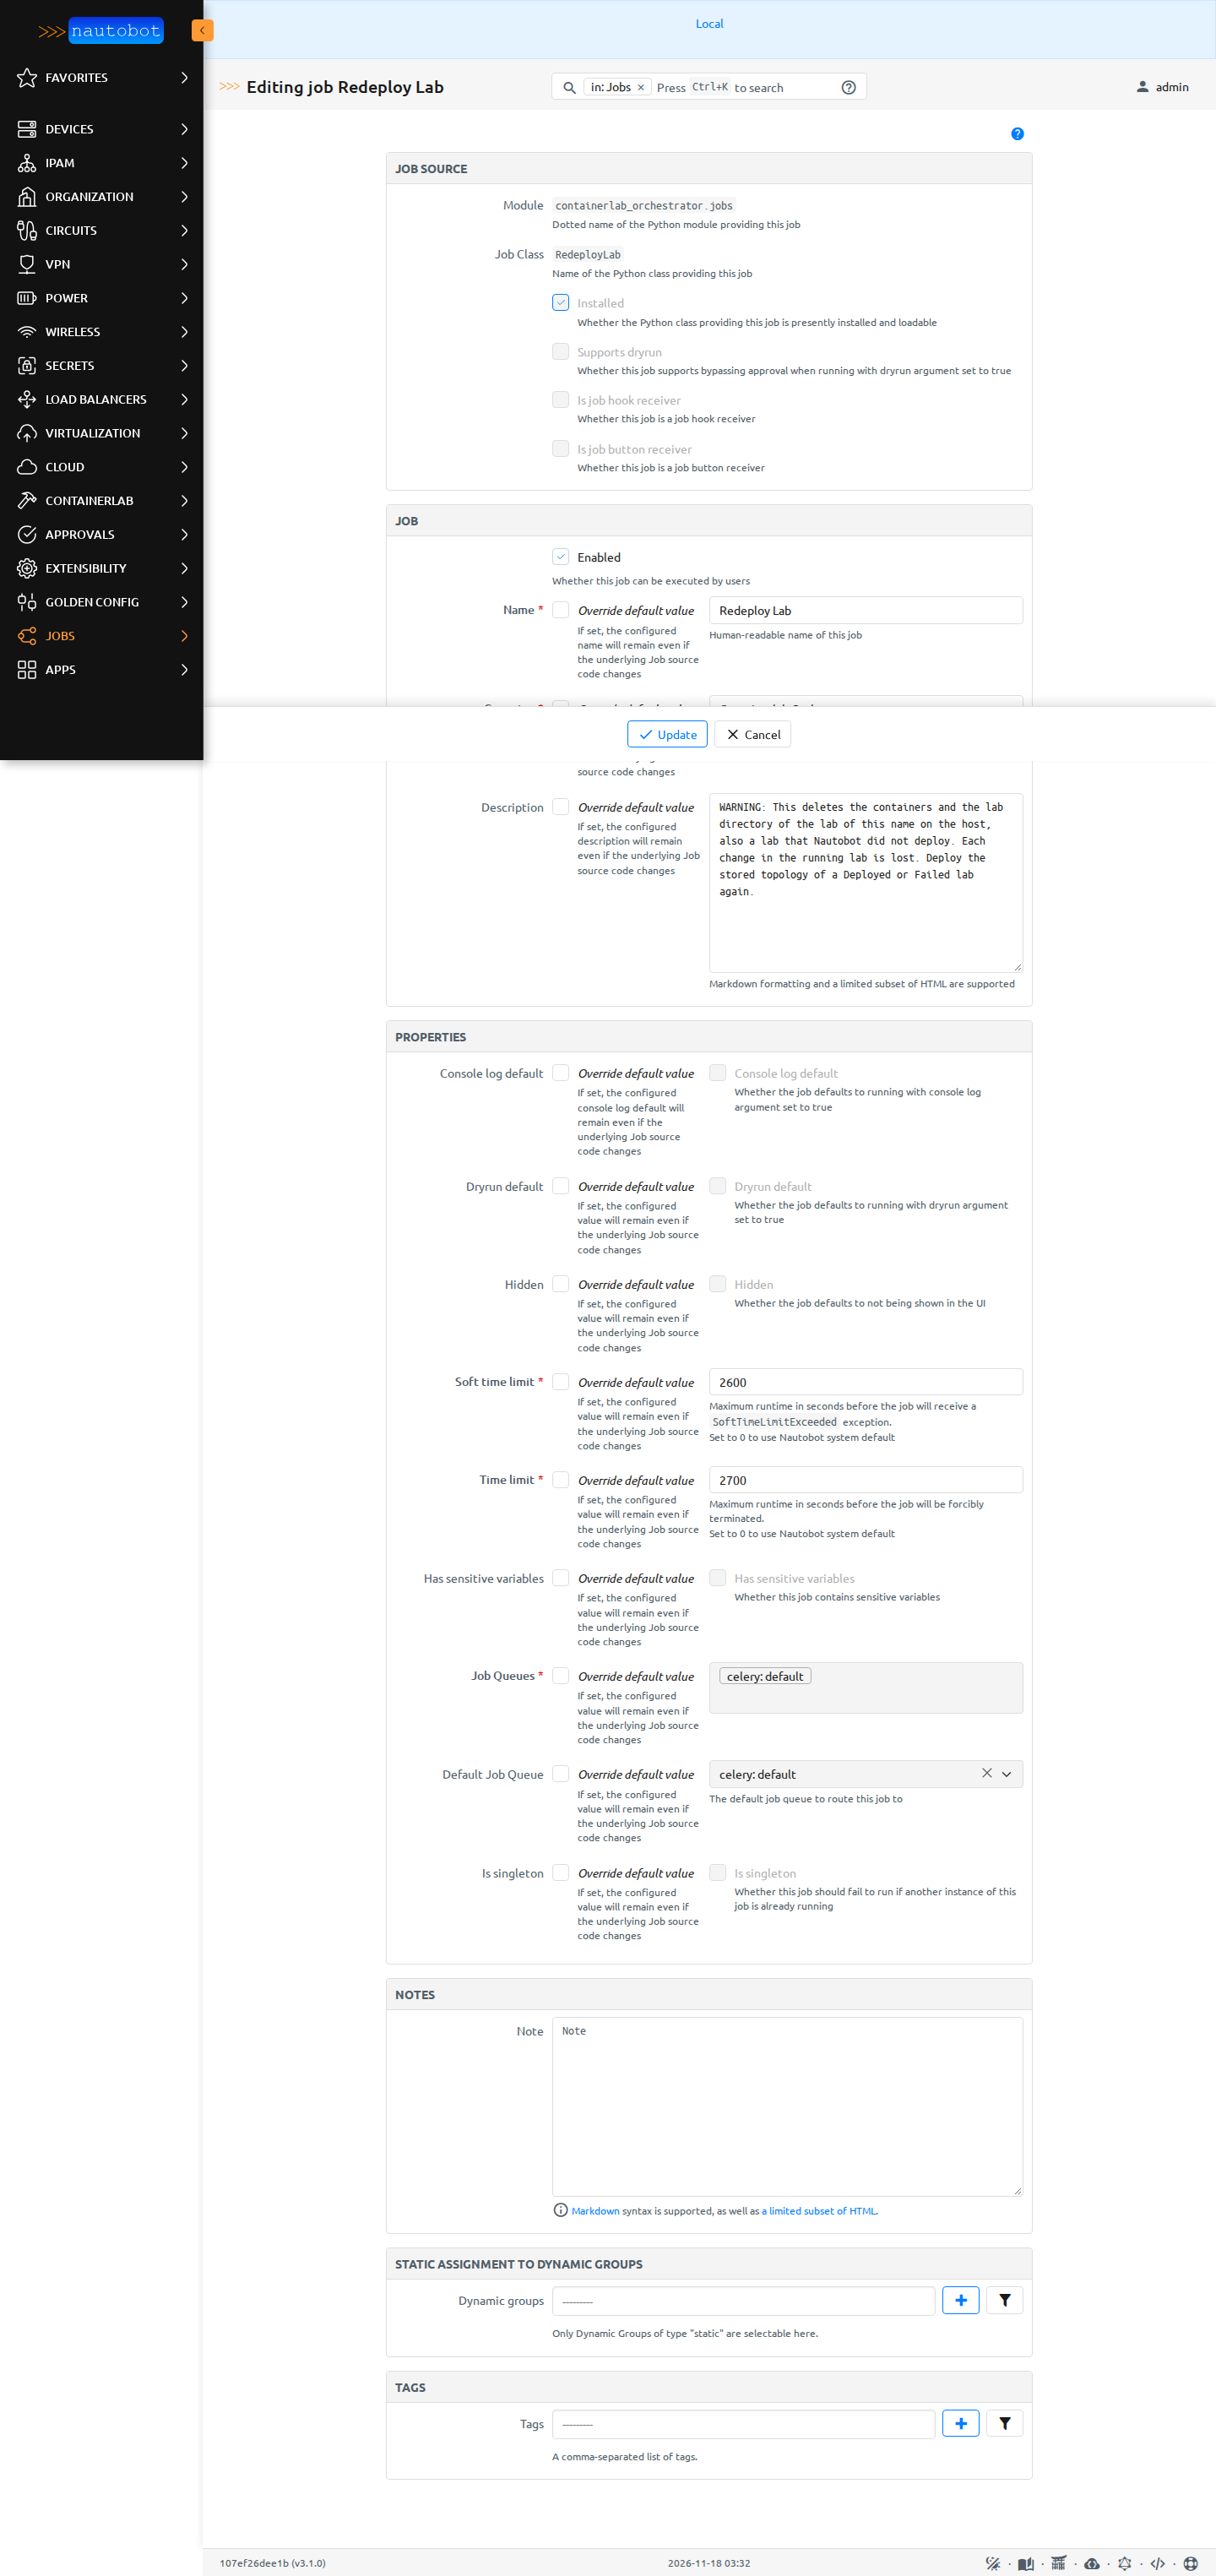 nautobot
Local
FAVORITES
Editing job Redeploy Lab
in: Jobs × Press Ctrl+K to search
admin
DEVICES
IPAM
ORGANIZATION
CIRCUITS
VPN
POWER
WIRELESS
SECRETS
LOAD BALANCERS
VIRTUALIZATION
CLOUD
CONTAINERLAB
APPROVALS
EXTENSIBILITY
GOLDEN CONFIG
JOBS
APPS
JOB SOURCE
Module containerlab_orchestrator.jobs
Dotted name of the Python module providing this job
Job Class RedeployLab
Name of the Python class providing this job
Installed
Whether the Python class providing this job is presently installed and loadable
Supports dryrun
Whether this job supports bypassing approval when running with dryrun argument set to true
Is job hook receiver
Whether this job is a job hook receiver
Is job button receiver
Whether this job is a job button receiver
JOB
Enabled
Whether this job can be executed by users
Name * Override default value Redeploy Lab
If set, the configured
name will remain even if
the underlying Job source
code changes
Human-readable name of this job
Update
Cancel
source code changes
Description Override default value
If set, the configured
description will remain
even if the underlying Job
source code changes
WARNING: This deletes the containers and the lab
directory of the lab of this name on the host,
also a lab that Nautobot did not deploy. Each
change in the running lab is lost. Deploy the
stored topology of a Deployed or Failed lab
again.
Markdown formatting and a limited subset of HTML are supported
PROPERTIES
Console log default Override default value Console log default
If set, the configured
console log default will
remain even if the
underlying Job source
code changes
Whether the job defaults to running with console log
argument set to true
Dryrun default Override default value Dryrun default
If set, the configured
value will remain even if
the underlying Job source
code changes
Whether the job defaults to running with dryrun argument
set to true
Hidden Override default value Hidden
If set, the configured
value will remain even if
the underlying Job source
code changes
Whether the job defaults to not being shown in the UI
Soft time limit * Override default value 2600
If set, the configured
value will remain even if
the underlying Job source
code changes
Maximum runtime in seconds before the job will receive a
SoftTimeLimitExceeded exception.
Set to 0 to use Nautobot system default
Time limit * Override default value 2700
If set, the configured
value will remain even if
the underlying Job source
code changes
Maximum runtime in seconds before the job will be forcibly
terminated.
Set to 0 to use Nautobot system default
Has sensitive variables Override default value Has sensitive variables
If set, the configured
value will remain even if
the underlying Job source
code changes
Whether this job contains sensitive variables
Job Queues * Override default value celery: default
If set, the configured
value will remain even if
the underlying Job source
code changes
Default Job Queue Override default value celery: default
If set, the configured
value will remain even if
the underlying Job source
code changes
The default job queue to route this job to
Is singleton Override default value Is singleton
If set, the configured
value will remain even if
the underlying Job source
code changes
Whether this job should fail to run if another instance of this
job is already running
NOTES
Note Note
Markdown syntax is supported, as well as a limited subset of HTML.
STATIC ASSIGNMENT TO DYNAMIC GROUPS
Dynamic groups ---------
Only Dynamic Groups of type "static" are selectable here.
TAGS
Tags ---------
A comma-separated list of tags.
107ef26dee1b (v3.1.0)
2026-11-18 03:32